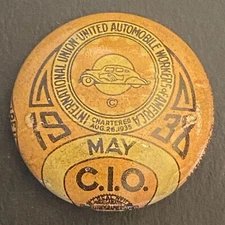 INTERNATIONAL UNION UNITED AUTOMOBILE WORKERS OF AMERICA
©
CHARTERED
AUG. 26, 1935
19 38
MAY
C.I.O.